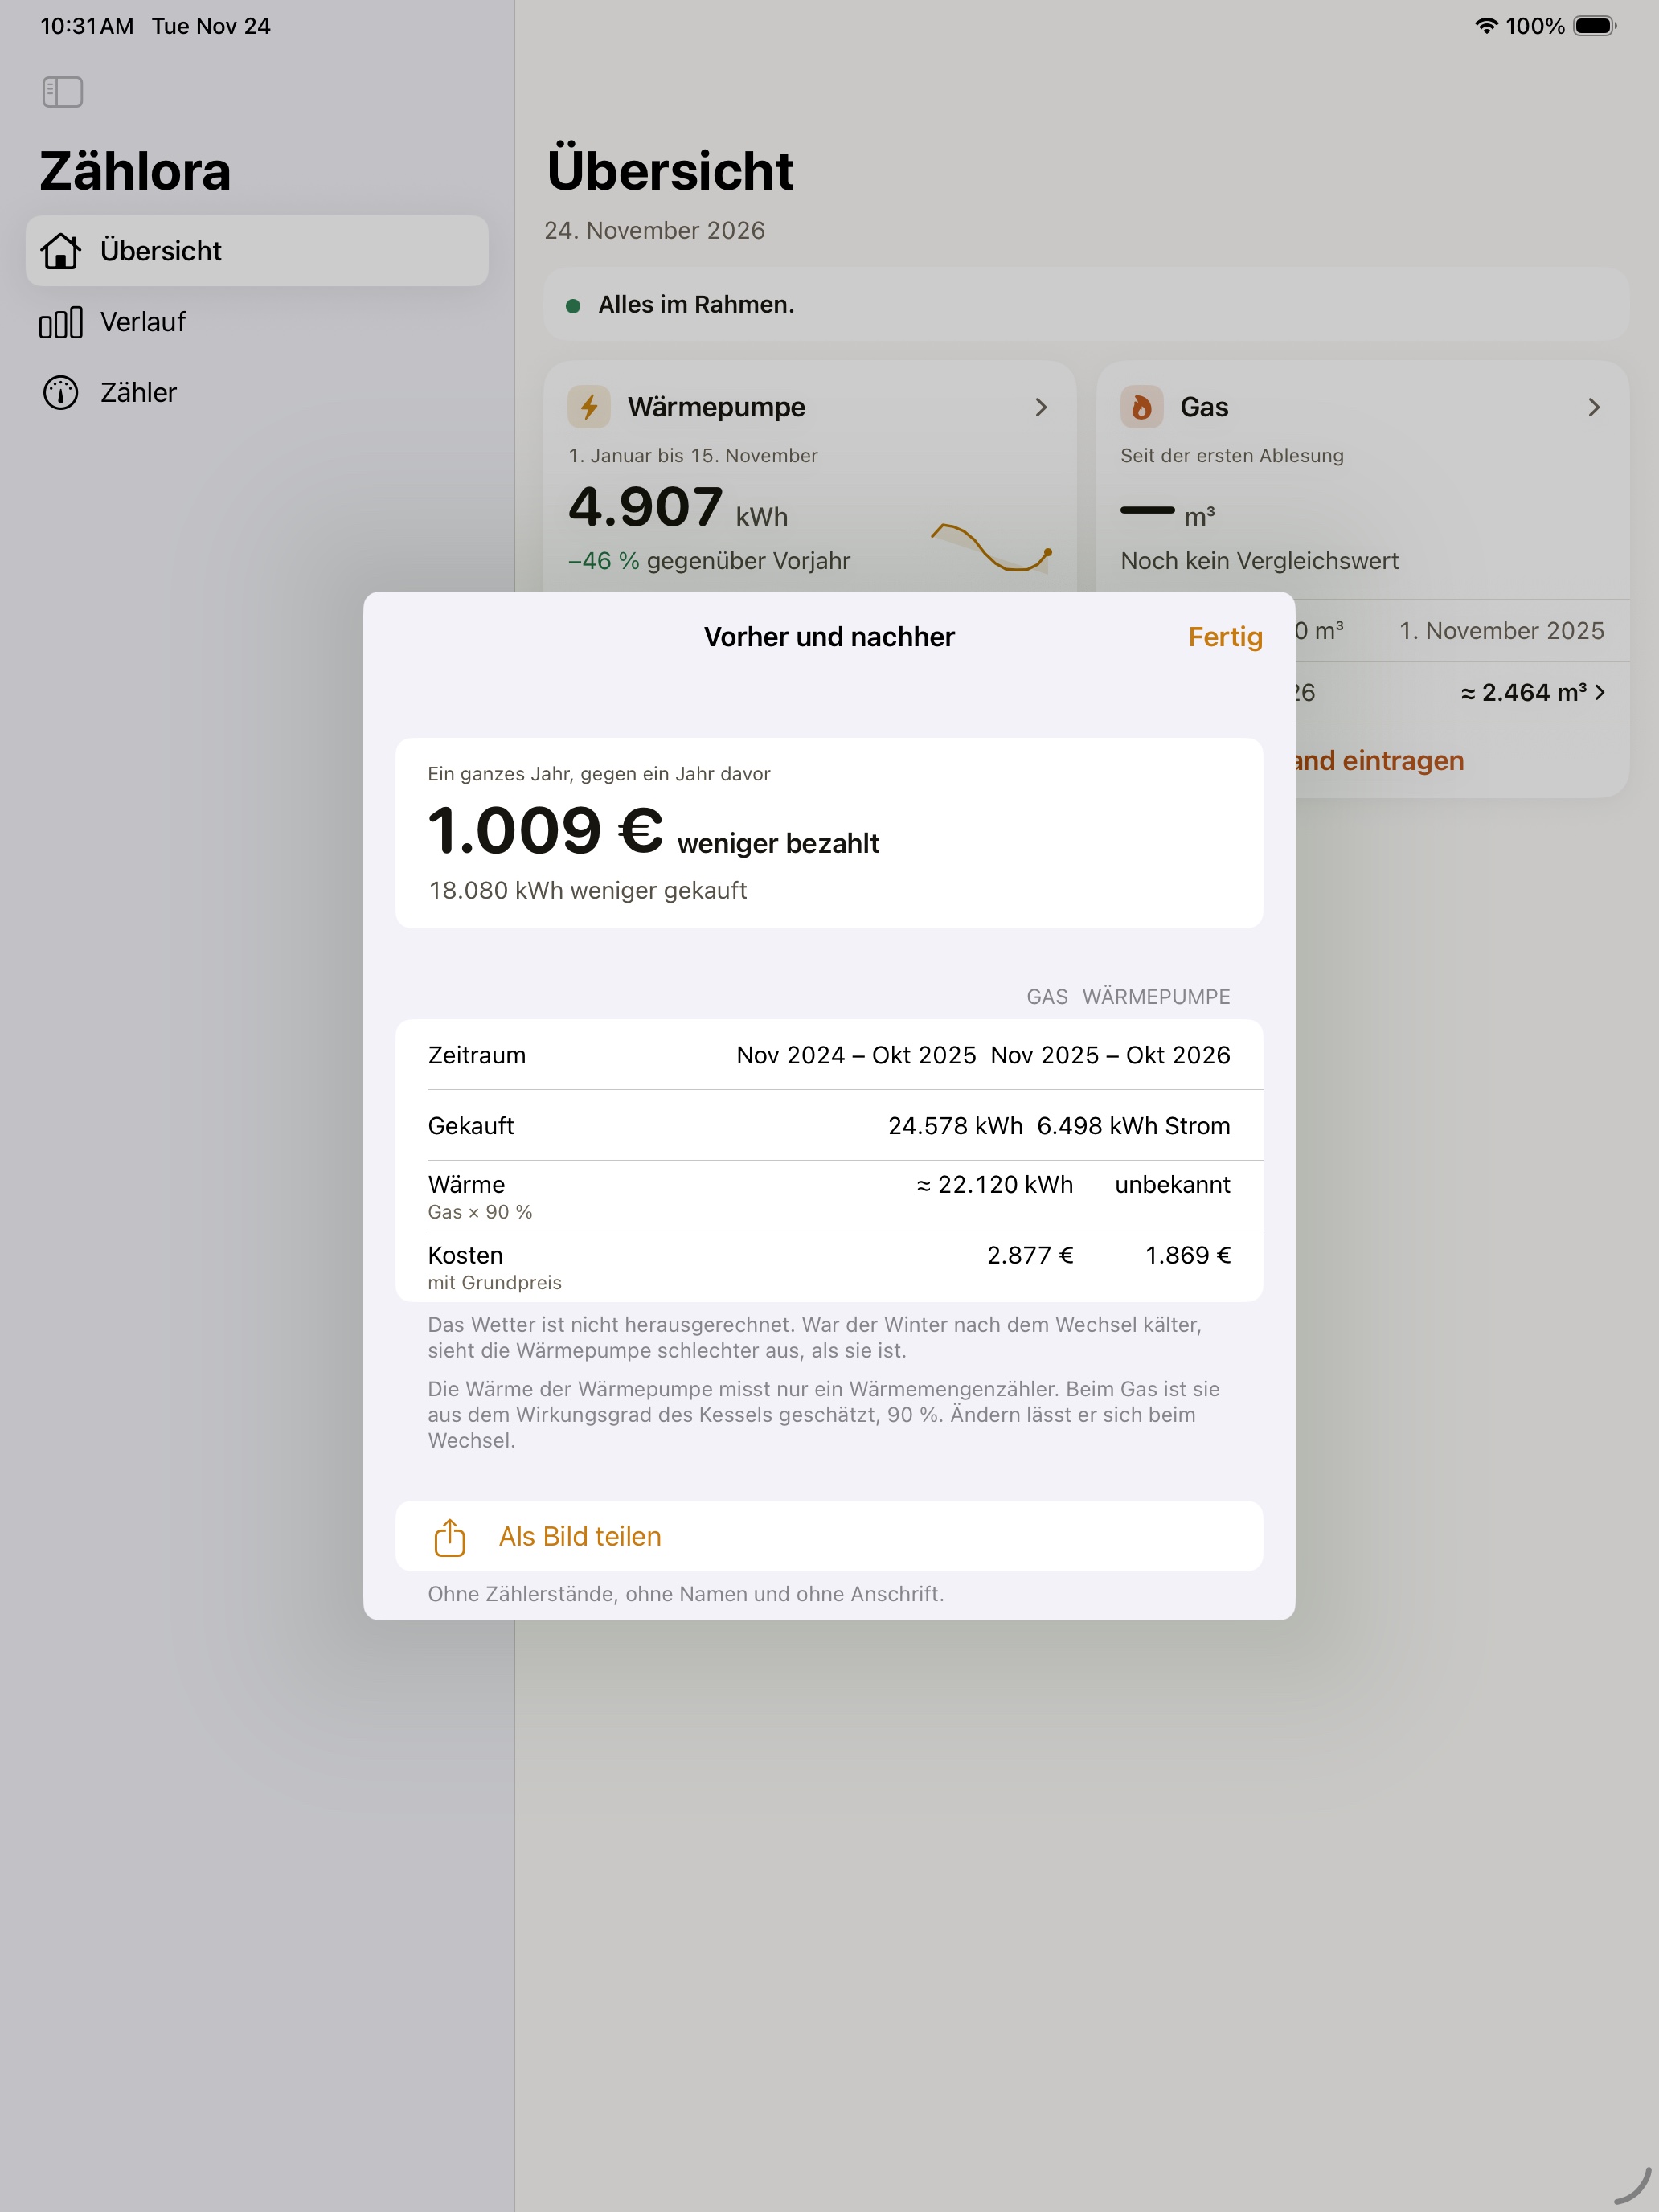 10:31 AM Tue Nov 24
100%
Zählora
Übersicht
Verlauf
Zähler
Übersicht
24. November 2026
Alles im Rahmen.
Wärmepumpe
1. Januar bis 15. November
4.907 kWh
−46 % gegenüber Vorjahr
Gas
Seit der ersten Ablesung
— m³
Noch kein Vergleichswert
0 m³ 1. November 2025
26 ≈ 2.464 m³
and eintragen
Vorher und nachher
Fertig
Ein ganzes Jahr, gegen ein Jahr davor
1.009 € weniger bezahlt
18.080 kWh weniger gekauft
GAS WÄRMEPUMPE
Zeitraum Nov 2024 – Okt 2025 Nov 2025 – Okt 2026
Gekauft 24.578 kWh 6.498 kWh Strom
Wärme ≈ 22.120 kWh unbekannt
Gas × 90 %
Kosten 2.877 € 1.869 €
mit Grundpreis
Das Wetter ist nicht herausgerechnet. War der Winter nach dem Wechsel kälter,
sieht die Wärmepumpe schlechter aus, als sie ist.
Die Wärme der Wärmepumpe misst nur ein Wärmemengenzähler. Beim Gas ist sie
aus dem Wirkungsgrad des Kessels geschätzt, 90 %. Ändern lässt er sich beim
Wechsel.
Als Bild teilen
Ohne Zählerstände, ohne Namen und ohne Anschrift.